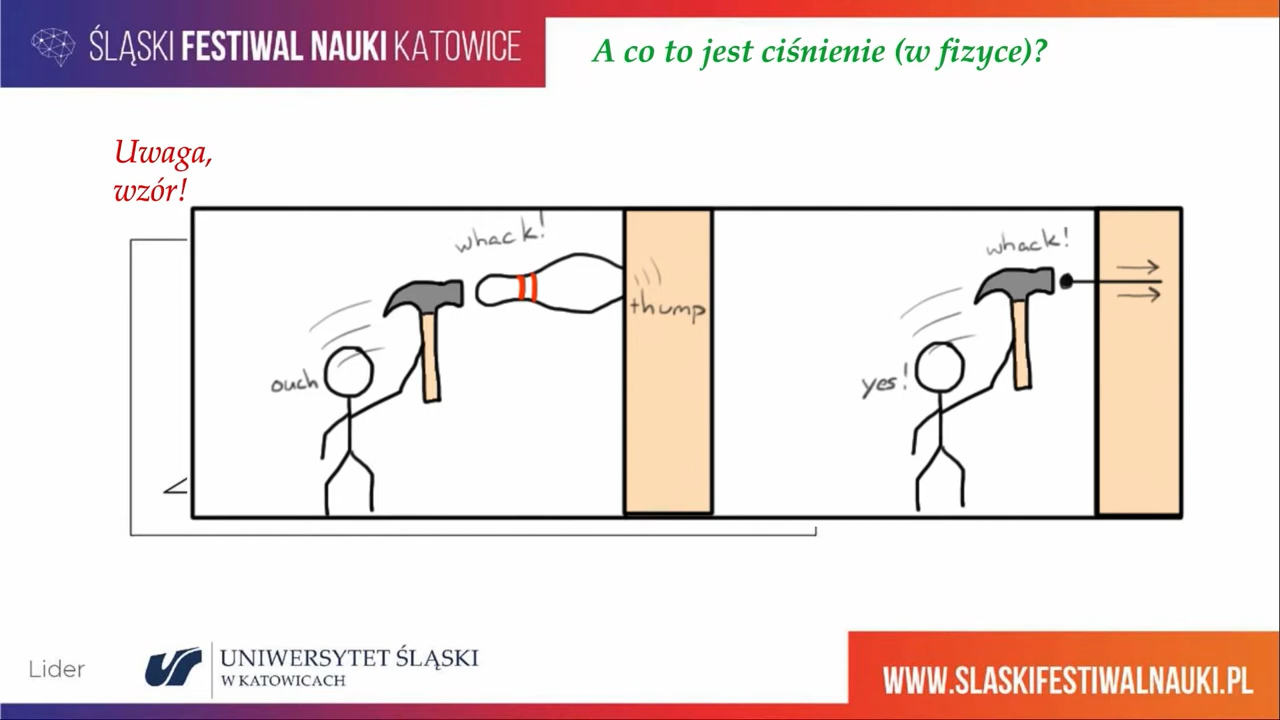 ŚLĄSKI FESTIWAL NAUKI KATOWICE
A co to jest ciśnienie (w fizyce)?
Uwaga,
wzór!
whack!
thump
ouch
whack!
yes!
Lider
UNIWERSYTET ŚLĄSKI
W KATOWICACH
WWW.SLASKIFESTIWALNAUKI.PL